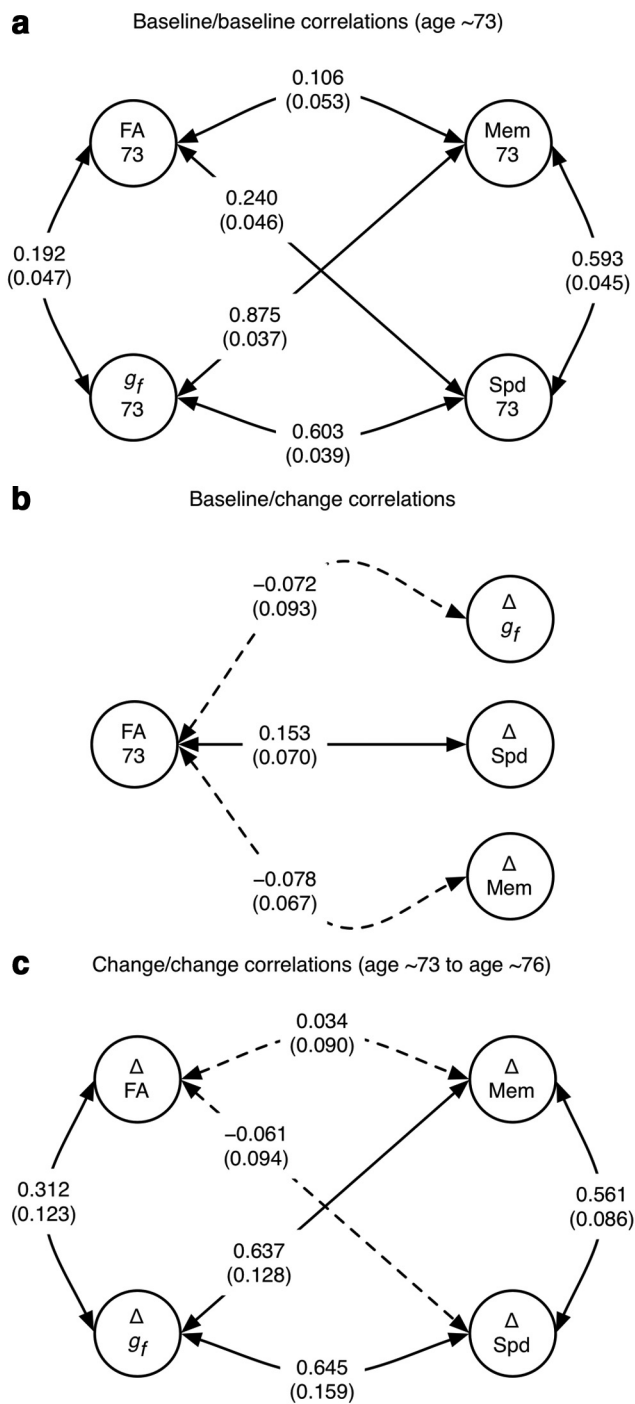 a
Baseline/baseline correlations (age ~73)
0.106
(0.053)
FA
73
Mem
73
0.240
(0.046)
0.192
(0.047)
0.593
(0.045)
0.875
(0.037)
gf
73
Spd
73
0.603
(0.039)
b
Baseline/change correlations
−0.072
(0.093)
Δ
gf
FA
73
0.153
(0.070)
Δ
Spd
−0.078
(0.067)
Δ
Mem
c
Change/change correlations (age ~73 to age ~76)
0.034
(0.090)
Δ
FA
Δ
Mem
−0.061
(0.094)
0.312
(0.123)
0.561
(0.086)
0.637
(0.128)
Δ
gf
Δ
Spd
0.645
(0.159)